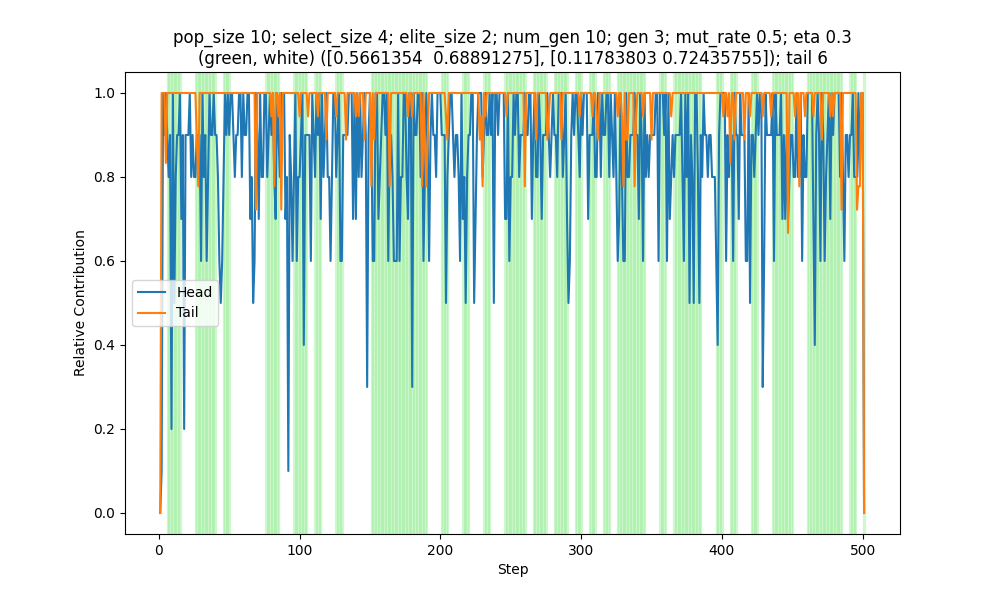 pop_size 10; select_size 4; elite_size 2; num_gen 10; gen 3; mut_rate 0.5; eta 0.3
(green, white) ([0.5661354  0.68891275], [0.11783803 0.72435755]); tail 6
1.0
0.8
0.6
0.4
0.2
0.0
Relative Contribution
Head
Tail
0
100
200
300
400
500
Step